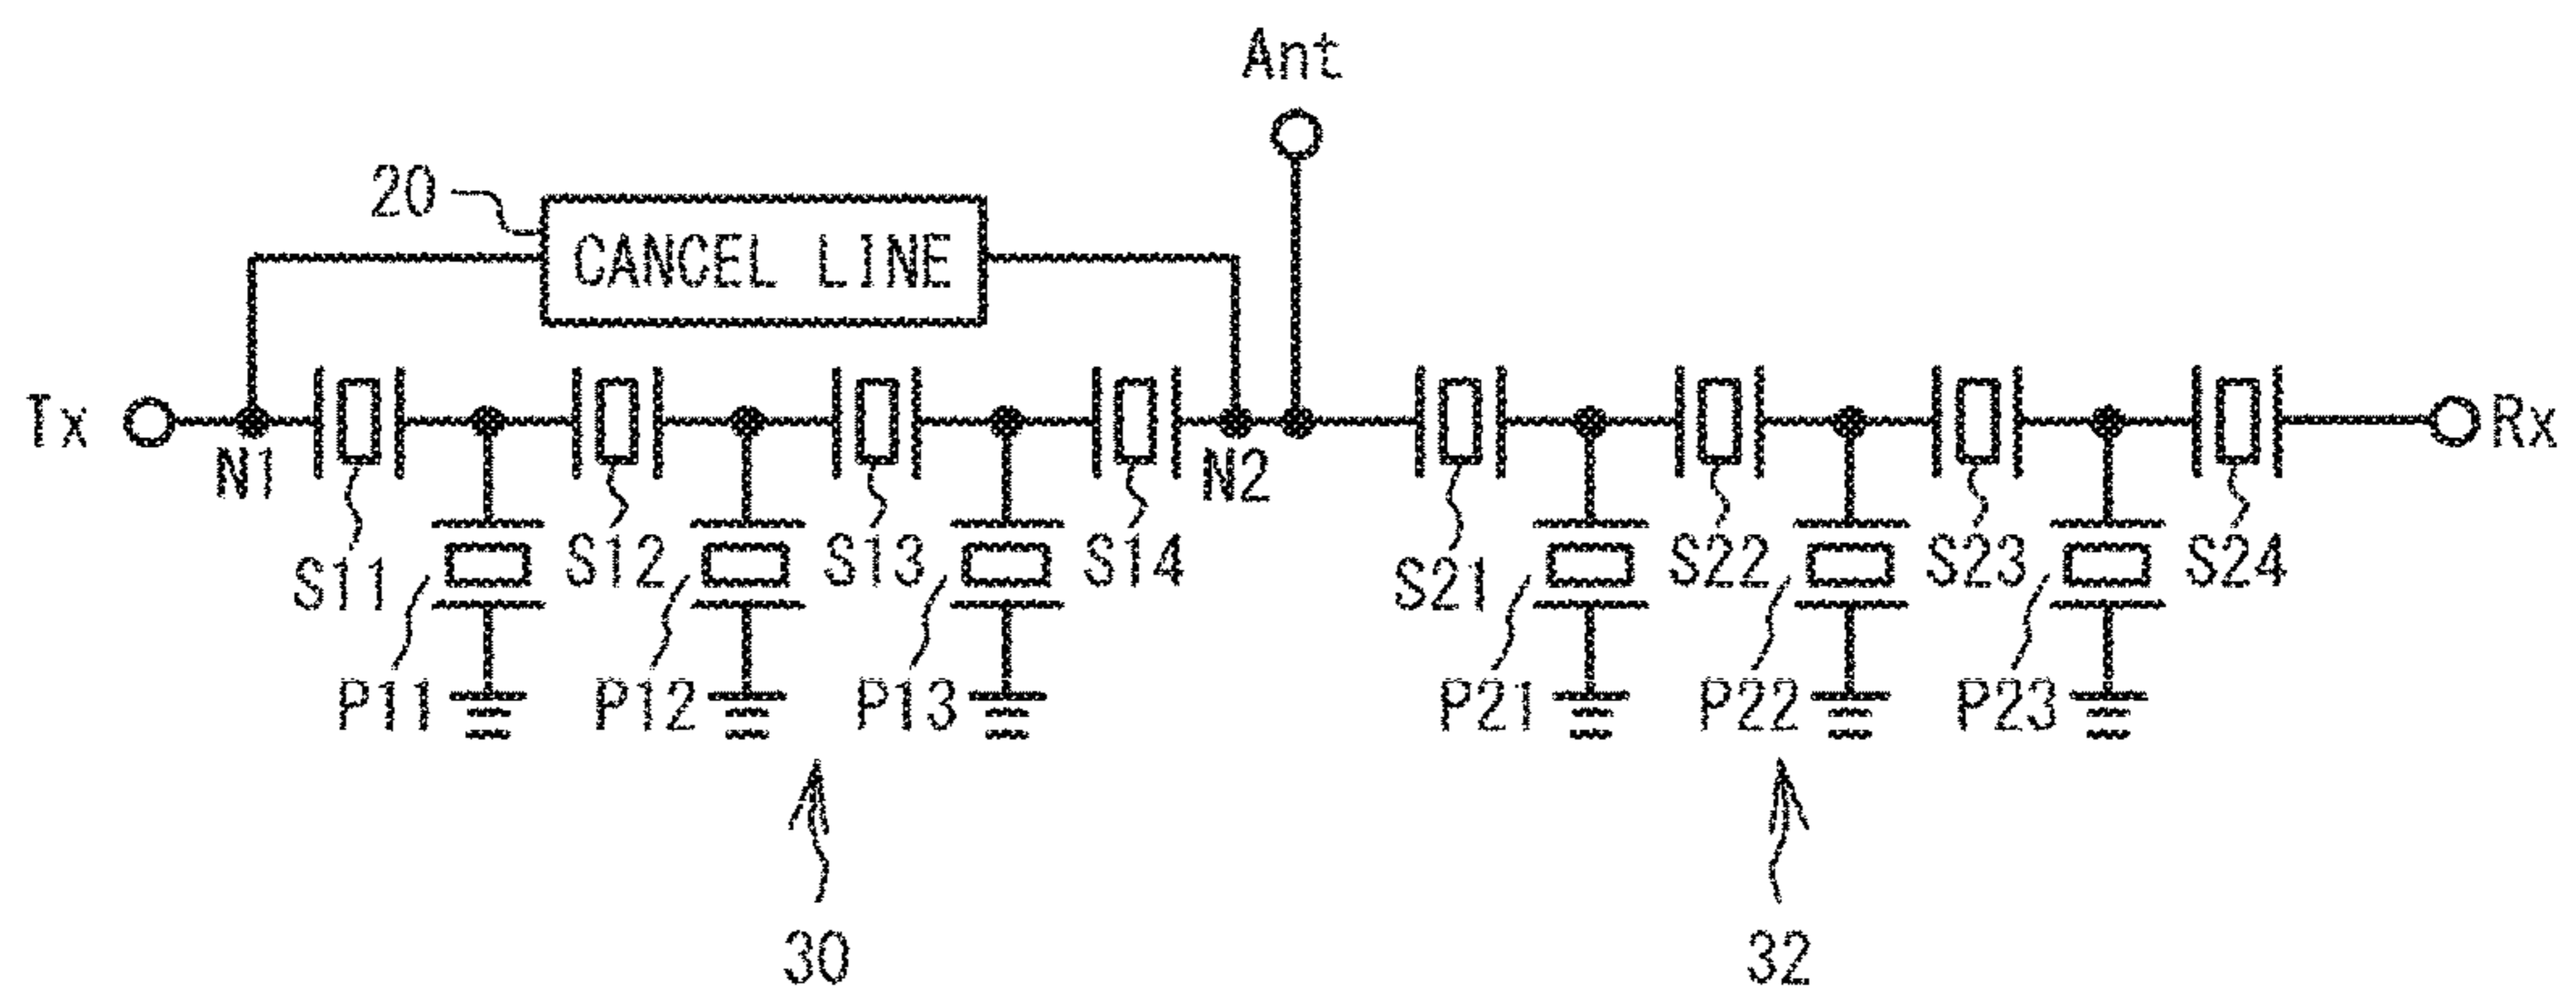 Ant
20
CANCEL LINE
Tx
N1
N2
Rx
S11
S12
S13
S14
S21
S22
S23
S24
P11
P12
P13
P21
P22
P23
30
32